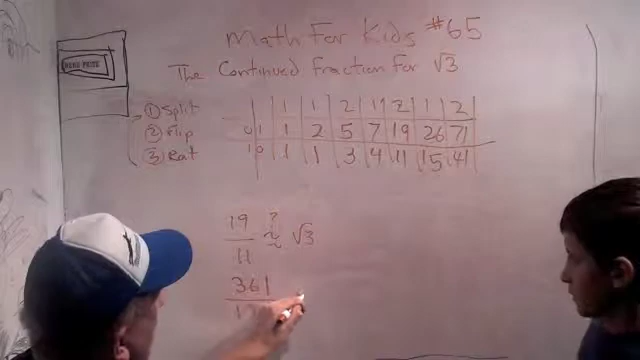 Math For Kids #65
The Continued Fraction for √3
① Split
② Flip
③ Rat
1 1 2 1 2 1 2
0 1 1 2 5 7 19 26 71
1 0 1 1 3 4 11 15 41
19
11
?
≈
√3
361
1